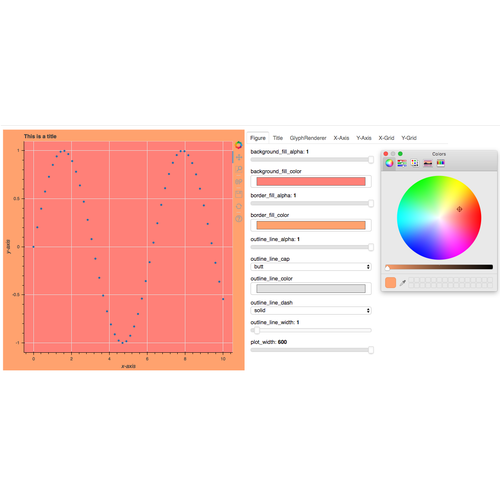 This is a title
1
0.5
0
-0.5
-1
y-axis
0
2
4
6
8
10
x-axis
Figure Title GlyphRenderer X-Axis Y-Axis X-Grid Y-Grid
background_fill_alpha: 1
background_fill_color
border_fill_alpha: 1
border_fill_color
outline_line_alpha: 1
outline_line_cap
butt
outline_line_color
outline_line_dash
solid
outline_line_width: 1
plot_width: 600
Colors